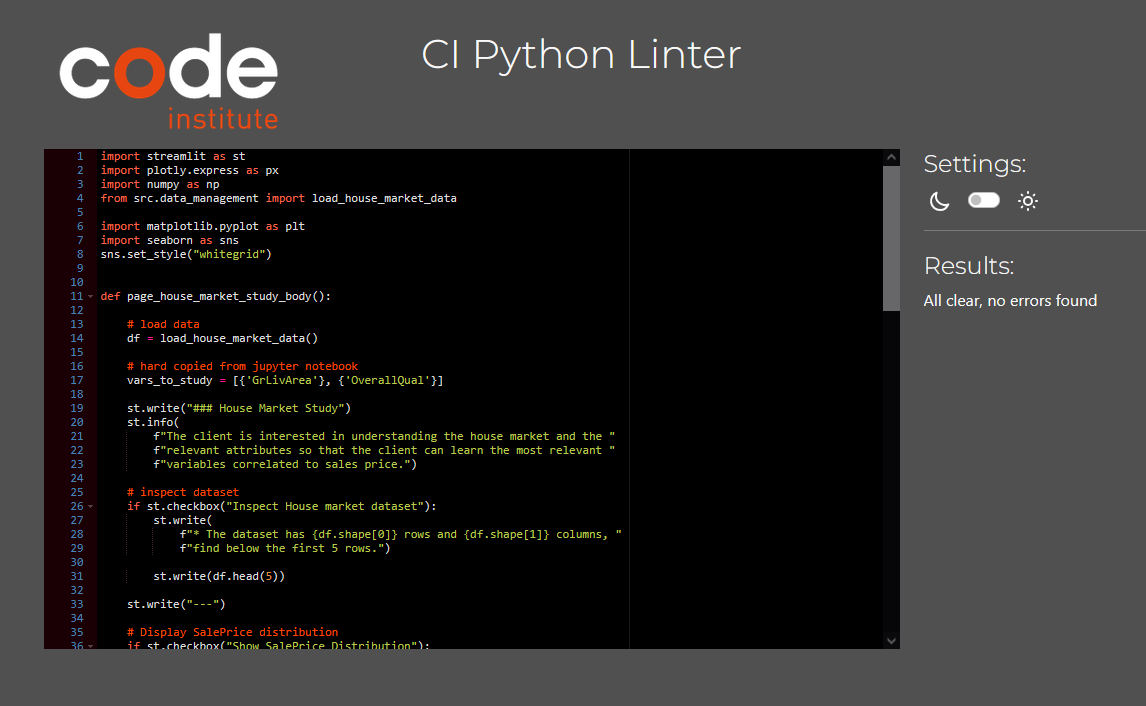 code
institute
CI Python Linter
1 import streamlit as st
2 import plotly.express as px
3 import numpy as np
4 from src.data_management import load_house_market_data
5
6 import matplotlib.pyplot as plt
7 import seaborn as sns
8 sns.set_style("whitegrid")
9
10
11 def page_house_market_study_body():
12
13 # load data
14 df = load_house_market_data()
15
16 # hard copied from jupyter notebook
17 vars_to_study = [{'GrLivArea'}, {'OverallQual'}]
18
19 st.write("### House Market Study")
20 st.info(
21 f"The client is interested in understanding the house market and the "
22 f"relevant attributes so that the client can learn the most relevant "
23 f"variables correlated to sales price.")
24
25 # inspect dataset
26 if st.checkbox("Inspect House market dataset"):
27 st.write(
28 f"* The dataset has {df.shape[0]} rows and {df.shape[1]} columns, "
29 f"find below the first 5 rows.")
30
31 st.write(df.head(5))
32
33 st.write("---")
34
35 # Display SalePrice distribution
36 if st.checkbox("Show SalePrice Distribution"):
Settings:
Results:
All clear, no errors found